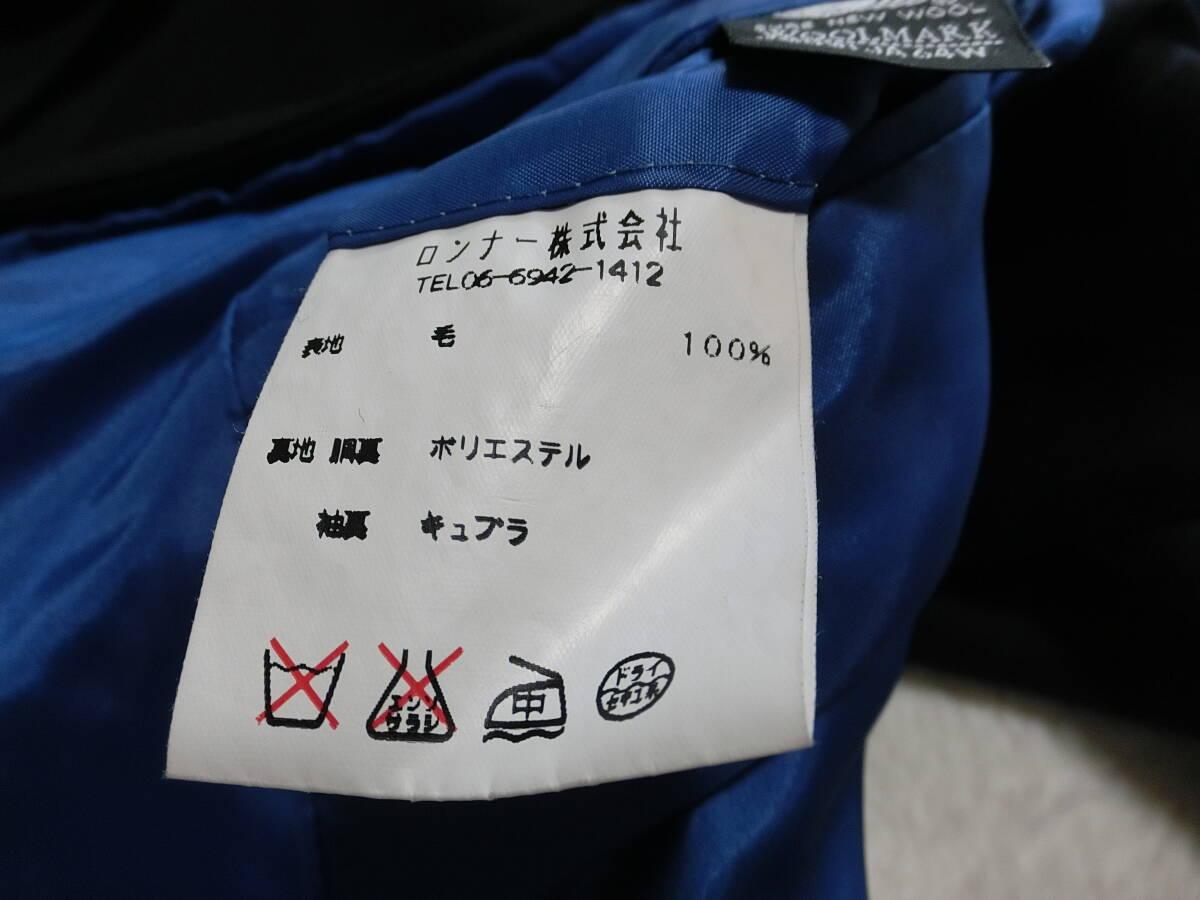 NEW WOOL
WOOLMARK
ロンナー株式会社
TEL06-6942-1412
表地 毛 100%
裏地 胴裏 ポリエステル
袖裏 キュプラ
エンソ
サラシ
中
ドライ
セキユ系